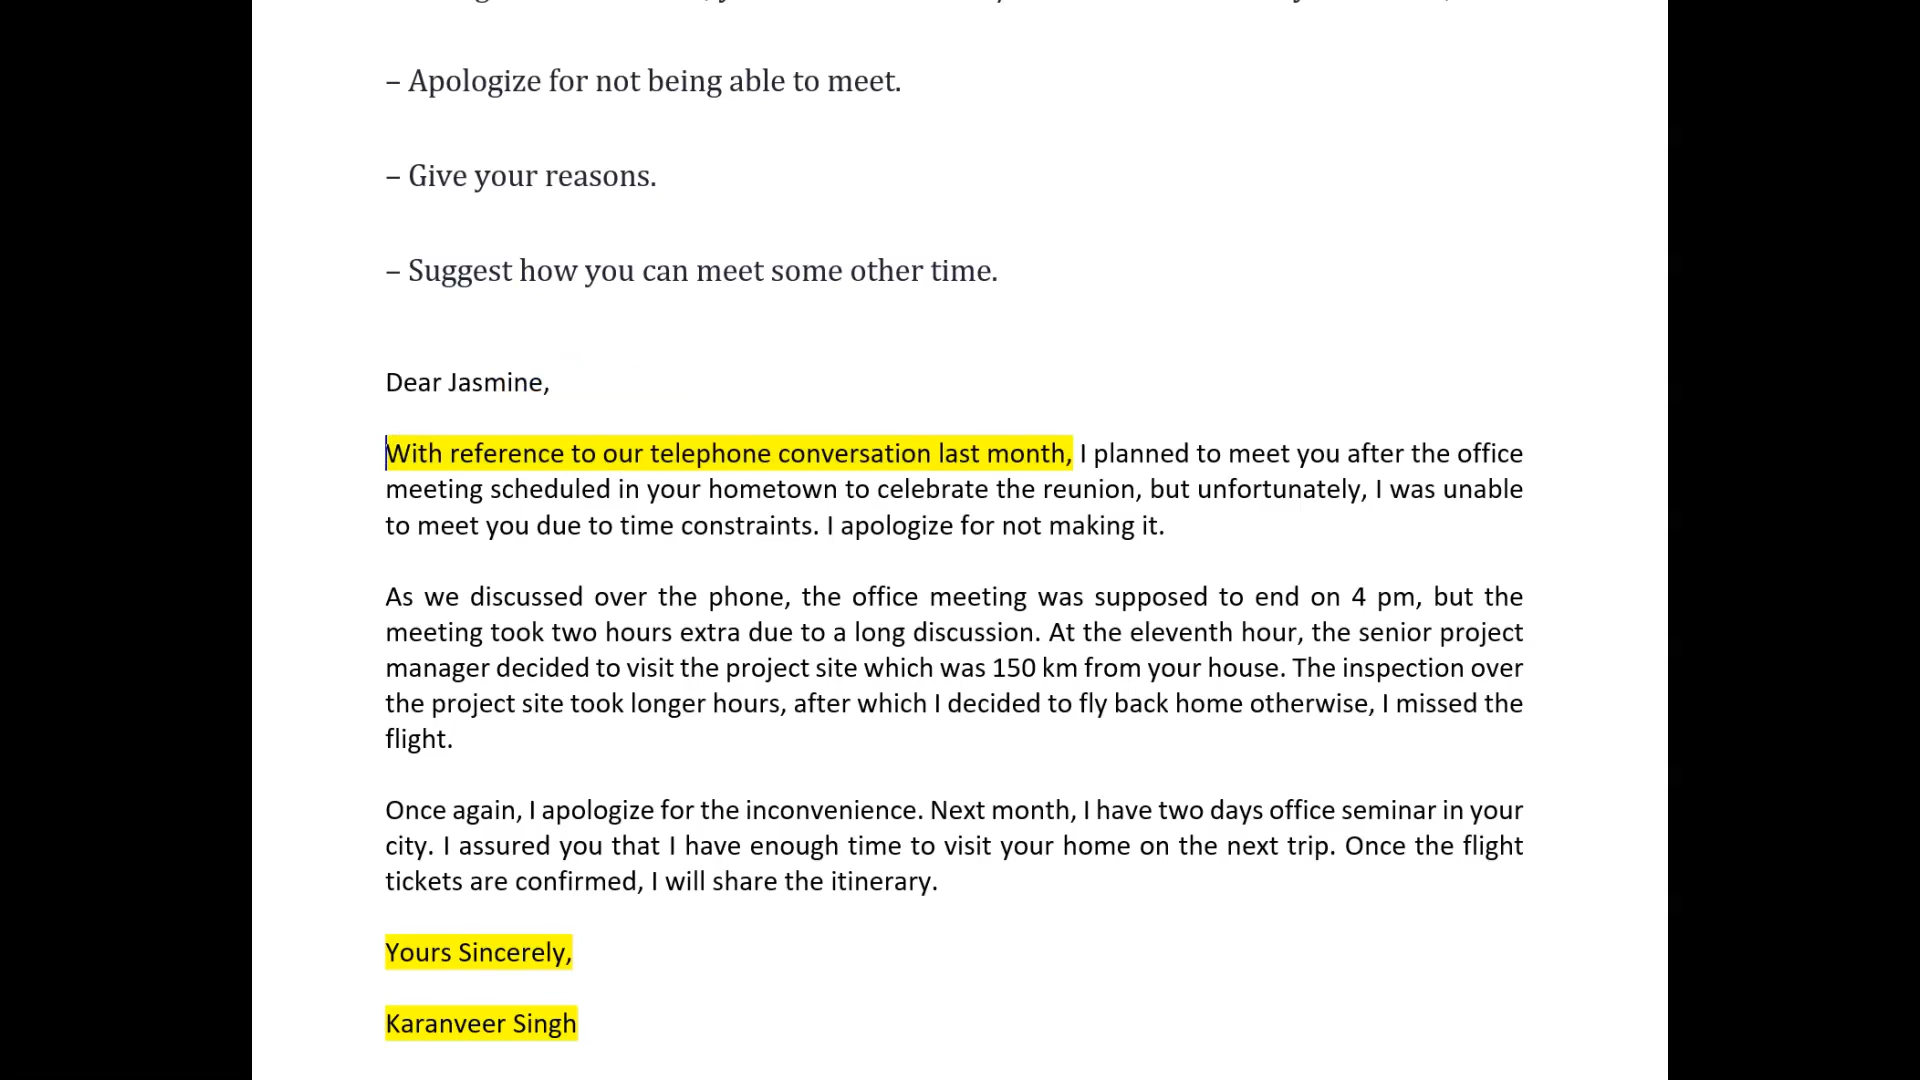 – Apologize for not being able to meet.
– Give your reasons.
– Suggest how you can meet some other time.
Dear Jasmine,
With reference to our telephone conversation last month, I planned to meet you after the office
meeting scheduled in your hometown to celebrate the reunion, but unfortunately, I was unable
to meet you due to time constraints. I apologize for not making it.
As we discussed over the phone, the office meeting was supposed to end on 4 pm, but the
meeting took two hours extra due to a long discussion. At the eleventh hour, the senior project
manager decided to visit the project site which was 150 km from your house. The inspection over
the project site took longer hours, after which I decided to fly back home otherwise, I missed the
flight.
Once again, I apologize for the inconvenience. Next month, I have two days office seminar in your
city. I assured you that I have enough time to visit your home on the next trip. Once the flight
tickets are confirmed, I will share the itinerary.
Yours Sincerely,
Karanveer Singh